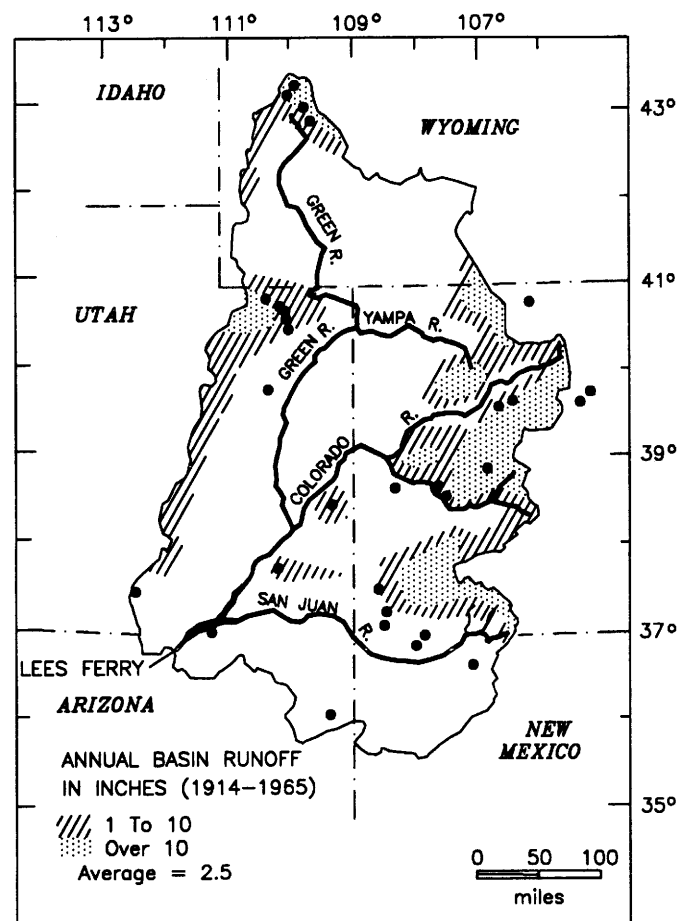 113° 111° 109° 107°
IDAHO
43°
WYOMING
GREEN R.
41°
UTAH
YAMPA R.
GREEN R.
COLORADO R.
39°
SAN JUAN R.
37°
LEES FERRY
ARIZONA
NEW
MEXICO
ANNUAL BASIN RUNOFF
IN INCHES (1914-1965)
1 To 10
Over 10
Average = 2.5
35°
0 50 100
miles